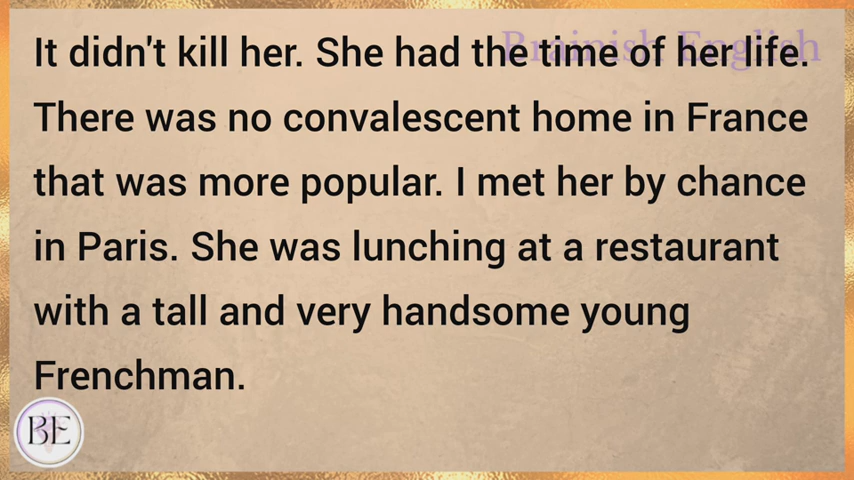 Brainish English
It didn't kill her. She had the time of her life.
There was no convalescent home in France
that was more popular. I met her by chance
in Paris. She was lunching at a restaurant
with a tall and very handsome young
Frenchman.
BE